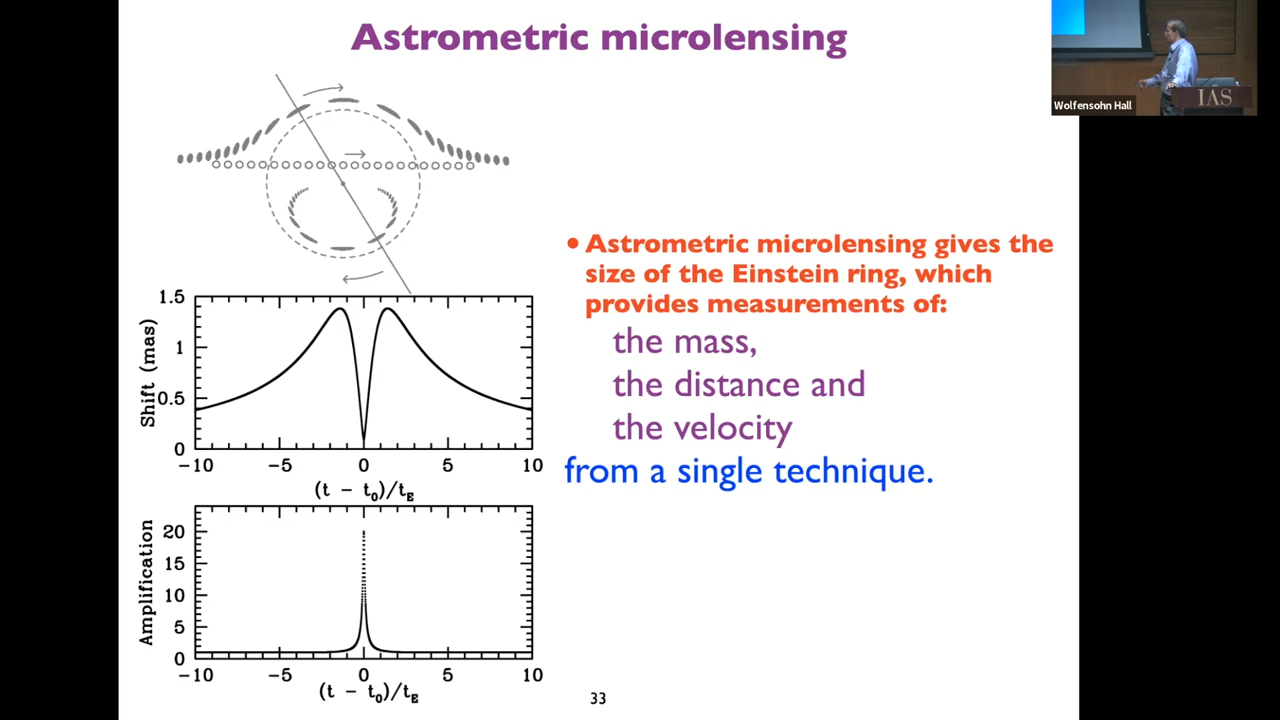 Astrometric microlensing
Wolfensohn Hall
IAS
• Astrometric microlensing gives the
size of the Einstein ring, which
provides measurements of:
the mass,
the distance and
the velocity
from a single technique.
1.5
1
0.5
0
Shift (mas)
−10 −5 0 5 10
(t − t₀)/t_E
20
15
10
5
0
Amplification
−10 −5 0 5 10
(t − t₀)/t_E
33